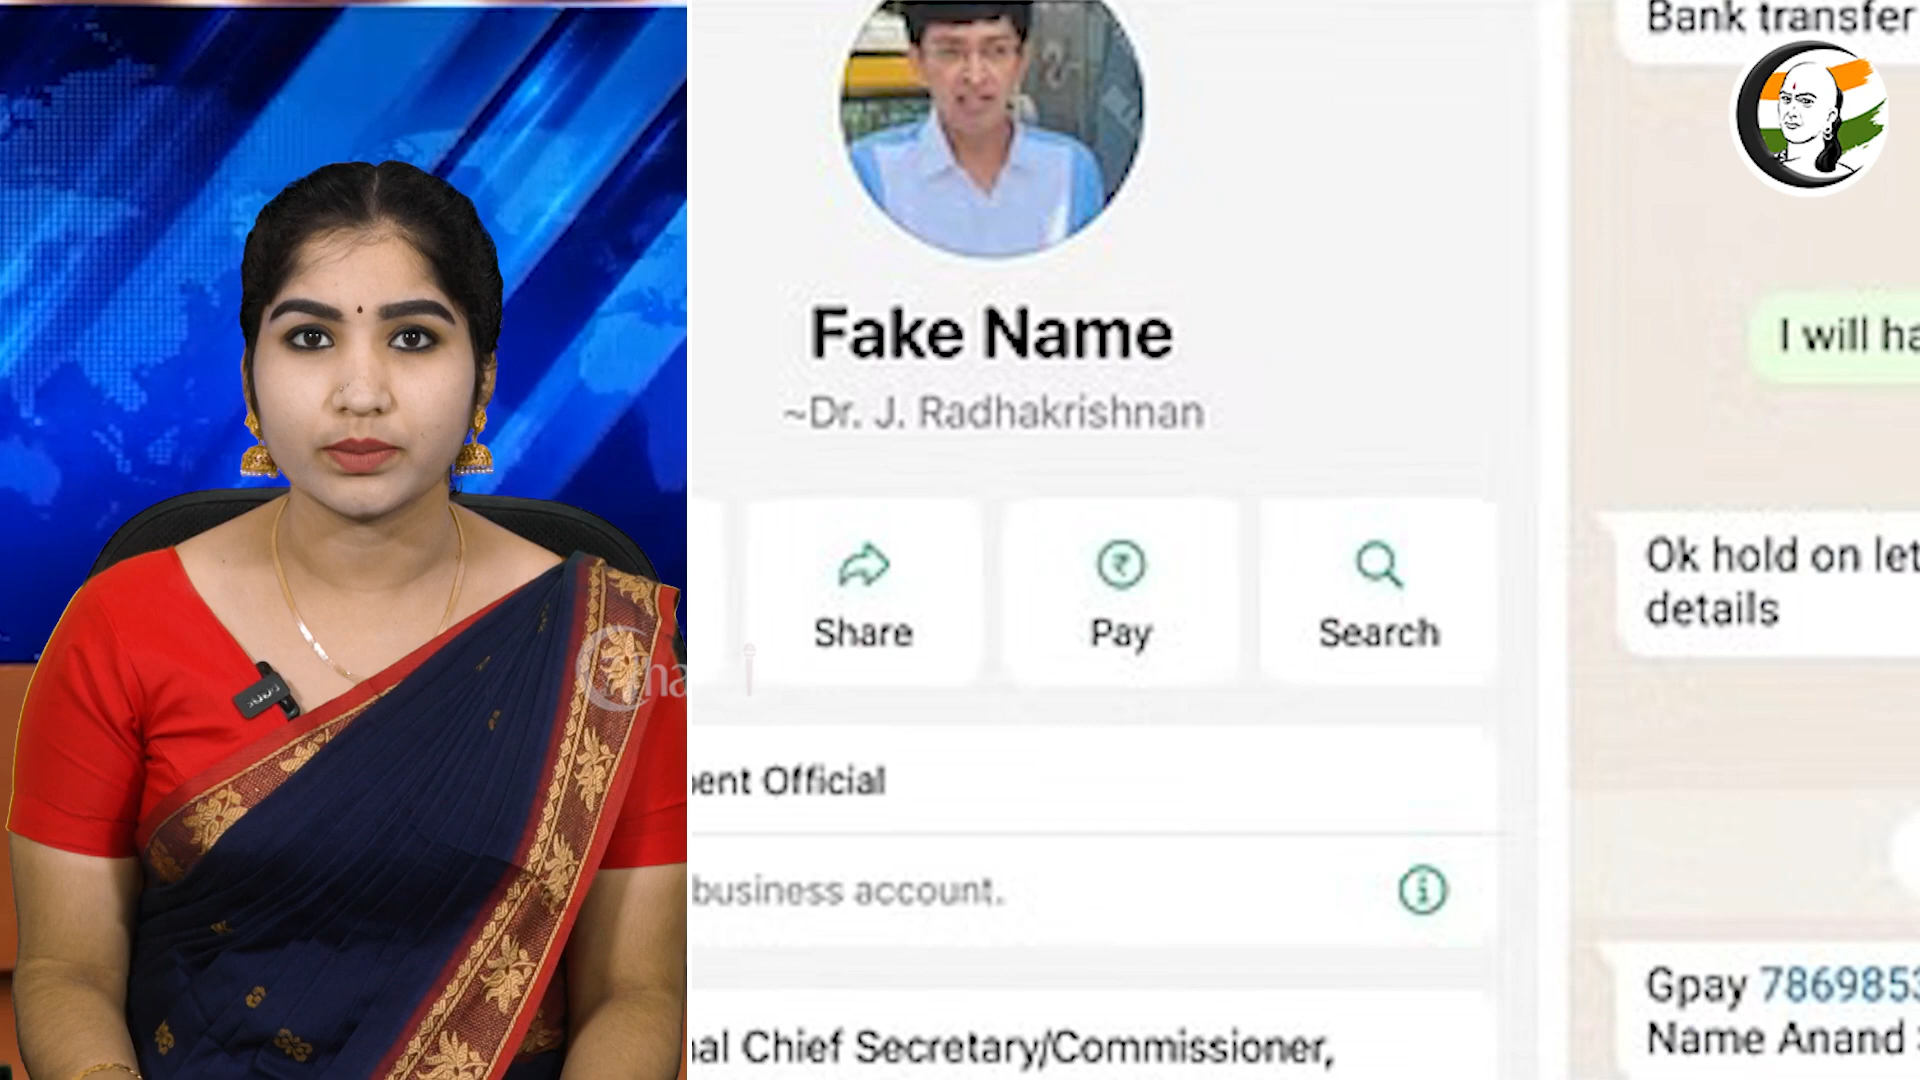 Fake Name
~Dr. J. Radhakrishnan
Share
Pay
Search
ent Official
business account.
al Chief Secretary/Commissioner,
Bank transfer
I will ha
Ok hold on let
details
Gpay 786985
Name Anand